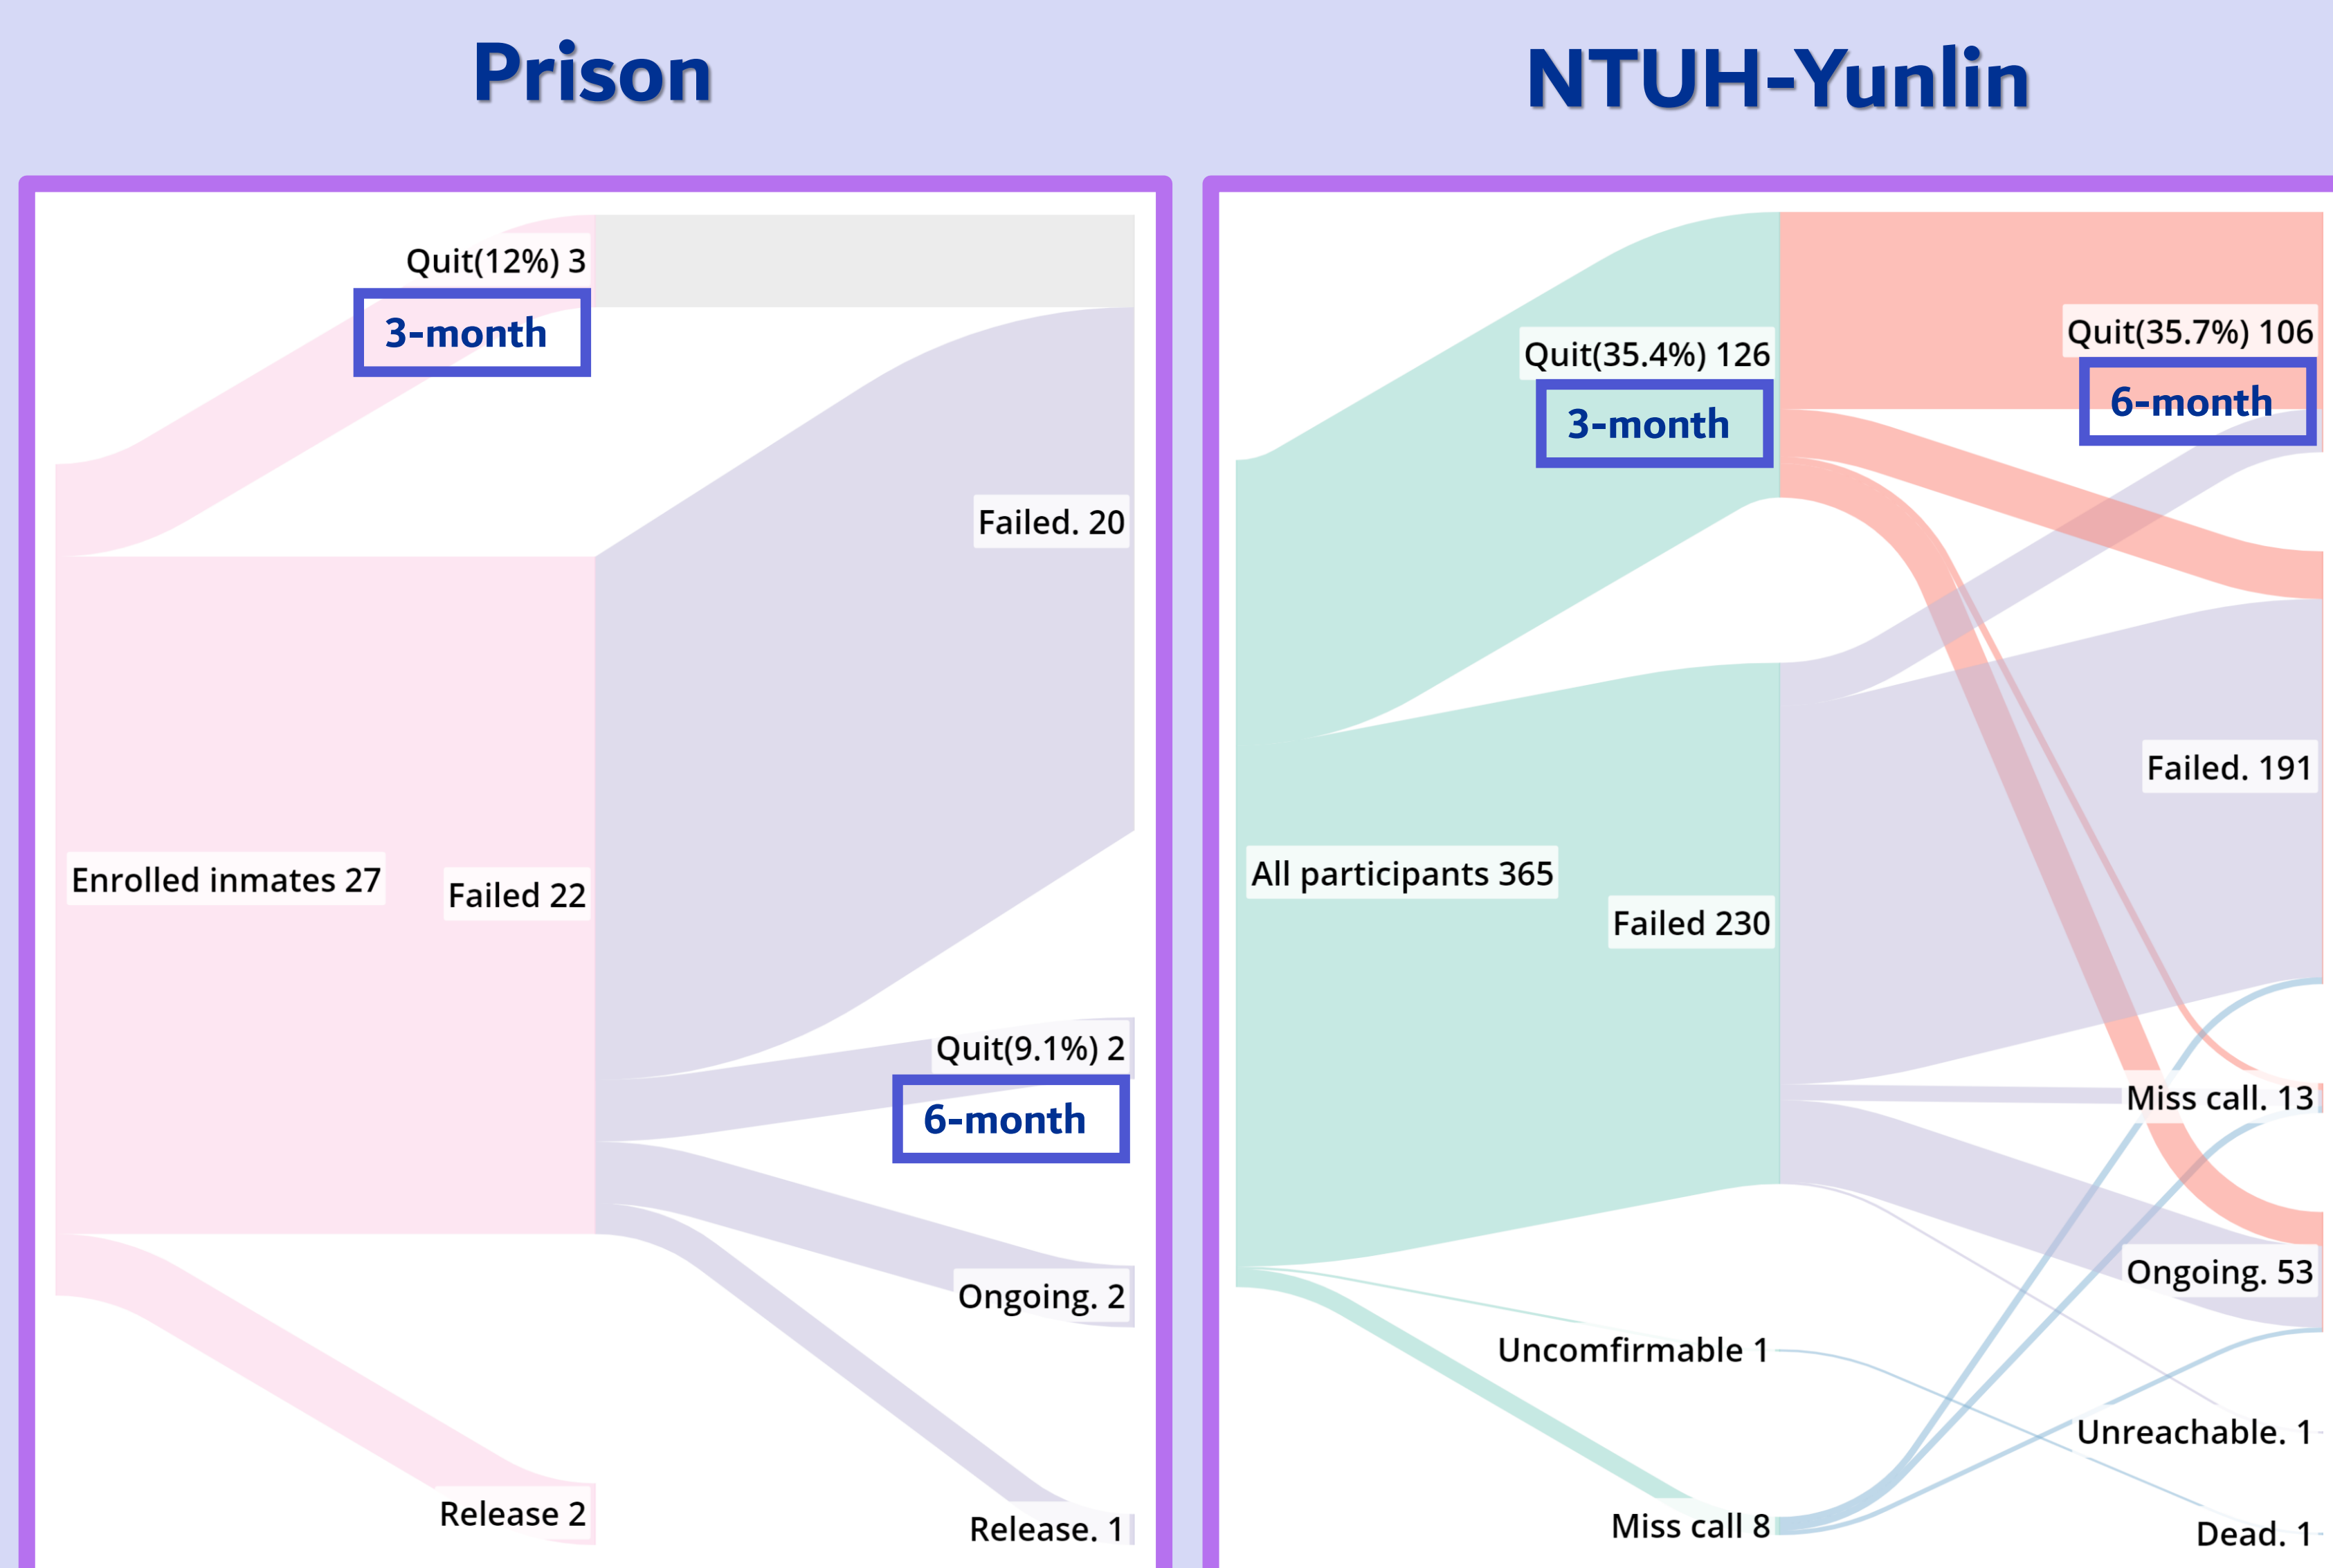 Prison
Quit(12%) 3
3-month
Failed. 20
Enrolled inmates 27
Failed 22
Quit(9.1%) 2
6-month
Ongoing. 2
Release 2
Release. 1
NTUH-Yunlin
Quit(35.4%) 126
3-month
Quit(35.7%) 106
6-month
Failed. 191
All participants 365
Failed 230
Miss call. 13
Ongoing. 53
Uncomfirmable 1
Unreachable. 1
Miss call 8
Dead. 1